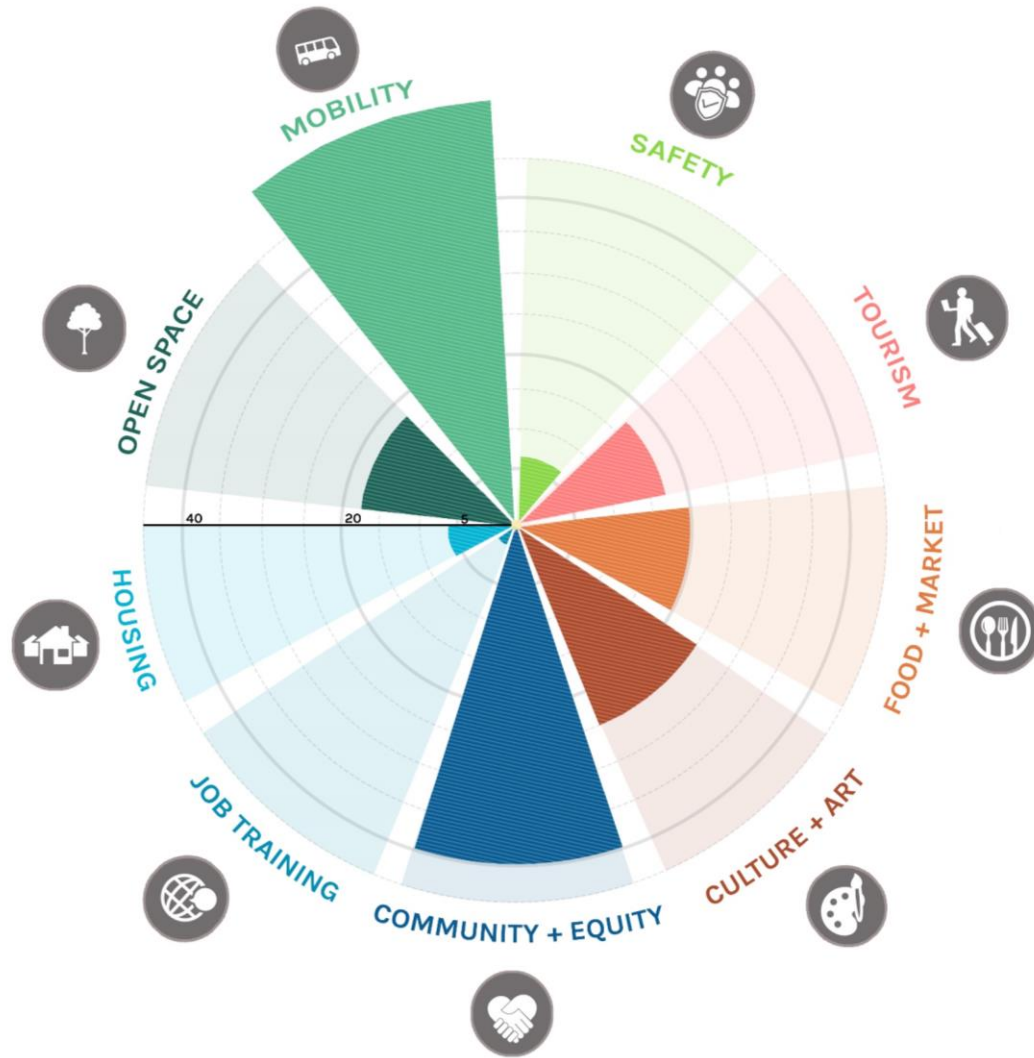 MOBILITY
SAFETY
TOURISM
OPEN SPACE
40 20 5
FOOD + MARKET
HOUSING
CULTURE + ART
JOB TRAINING
COMMUNITY + EQUITY